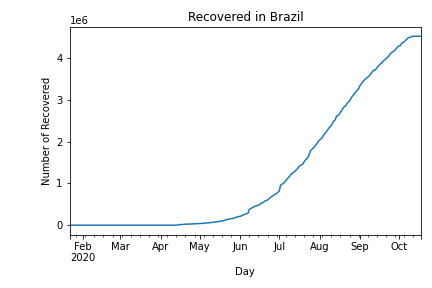 Recovered in Brazil
1e6
4
3
2
1
0
Number of Recovered
Feb Mar Apr May Jun Jul Aug Sep Oct
2020
Day